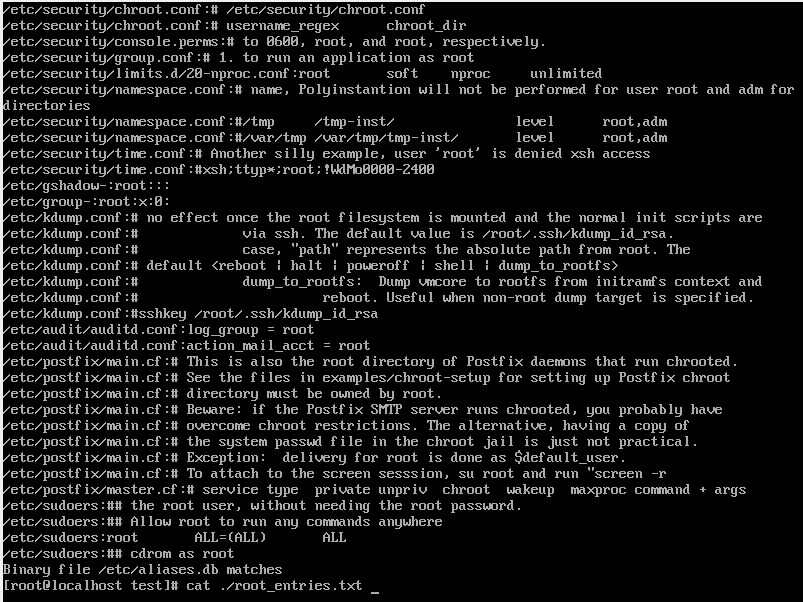 /etc/security/chroot.conf:# /etc/security/chroot.conf
/etc/security/chroot.conf:# username_regex      chroot_dir
/etc/security/console.perms:# to 0600, root, and root, respectively.
/etc/security/group.conf:# 1. to run an application as root
/etc/security/limits.d/20-nproc.conf:root       soft    nproc     unlimited
/etc/security/namespace.conf:# name, Polyinstantion will not be performed for user root and adm for
directories
/etc/security/namespace.conf:#/tmp     /tmp-inst/               level      root,adm
/etc/security/namespace.conf:#/var/tmp /var/tmp/tmp-inst/       level      root,adm
/etc/security/time.conf:# Another silly example, user 'root' is denied xsh access
/etc/security/time.conf:#xsh;ttyp*;root;!WdMo0000-2400
/etc/gshadow-:root:::
/etc/group-:root:x:0:
/etc/kdump.conf:# no effect once the root filesystem is mounted and the normal init scripts are
/etc/kdump.conf:#             via ssh. The default value is /root/.ssh/kdump_id_rsa.
/etc/kdump.conf:#             case, "path" represents the absolute path from root. The
/etc/kdump.conf:# default <reboot | halt | poweroff | shell | dump_to_rootfs>
/etc/kdump.conf:#             dump_to_rootfs:  Dump vmcore to rootfs from initramfs context and
/etc/kdump.conf:#                       reboot. Useful when non-root dump target is specified.
/etc/kdump.conf:#sshkey /root/.ssh/kdump_id_rsa
/etc/audit/auditd.conf:log_group = root
/etc/audit/auditd.conf:action_mail_acct = root
/etc/postfix/main.cf:# This is also the root directory of Postfix daemons that run chrooted.
/etc/postfix/main.cf:# See the files in examples/chroot-setup for setting up Postfix chroot
/etc/postfix/main.cf:# directory must be owned by root.
/etc/postfix/main.cf:# Beware: if the Postfix SMTP server runs chrooted, you probably have
/etc/postfix/main.cf:# overcome chroot restrictions. The alternative, having a copy of
/etc/postfix/main.cf:# the system passwd file in the chroot jail is just not practical.
/etc/postfix/main.cf:# Exception:  delivery for root is done as $default_user.
/etc/postfix/main.cf:# To attach to the screen sesssion, su root and run "screen -r
/etc/postfix/master.cf:# service type  private unpriv  chroot  wakeup  maxproc command + args
/etc/sudoers:## the root user, without needing the root password.
/etc/sudoers:## Allow root to run any commands anywhere
/etc/sudoers:root       ALL=(ALL)       ALL
/etc/sudoers:## cdrom as root
Binary file /etc/aliases.db matches
[root@localhost test]# cat ./root_entries.txt _